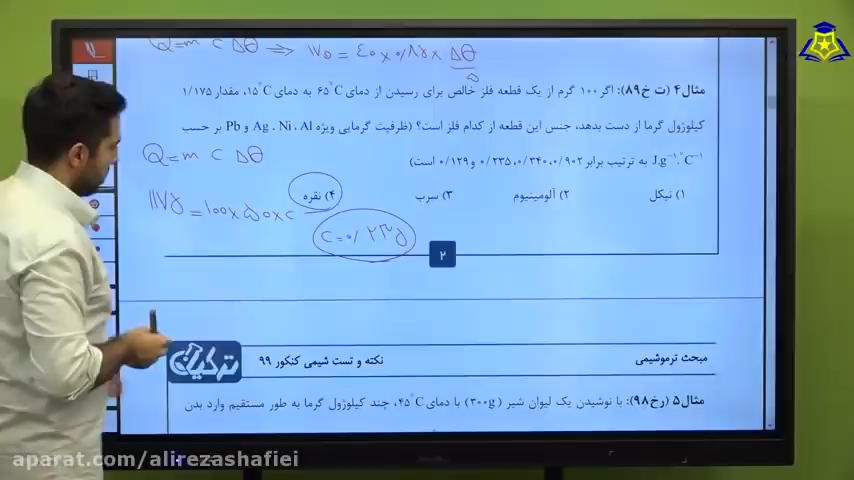 Q=m c Δθ ⇒ ۱۷۵ = ٤٥ × ۰/۸۷۵ × Δθ
۵
مثال۴ (ت خ۸۹): اگر ۱۰۰ گرم از یک قطعه فلز خالص برای رسیدن از دمای ۶۵°C به دمای ۱۵°C، مقدار ۱/۱۷۵
کیلوژول گرما از دست بدهد، جنس این قطعه از کدام فلز است؟ (ظرفیت گرمایی ویژه Ag ، Ni ، Al و Pb بر حسب
J.g⁻¹.°C⁻¹ به ترتیب برابر ۰/۹۰۲، ۰/۳۴۰، ۰/۲۳۵ و ۰/۱۲۹ است)
Q=m c Δθ
۱) نیکل ۲) آلومینیوم ۳) سرب ۴) نقره
۱۱۷۵ = ۱۰۰×۵۰×c
c=۰/۲۳۵
۲
مبحث ترموشیمی
نکته و تست شیمی کنکور ۹۹
مثال۵ (رخ۹۸): با نوشیدن یک لیوان شیر (۳۰۰g) با دمای ۴۵°C، چند کیلوژول گرما به طور مستقیم وارد بدن
aparat.com/alirezashafiei